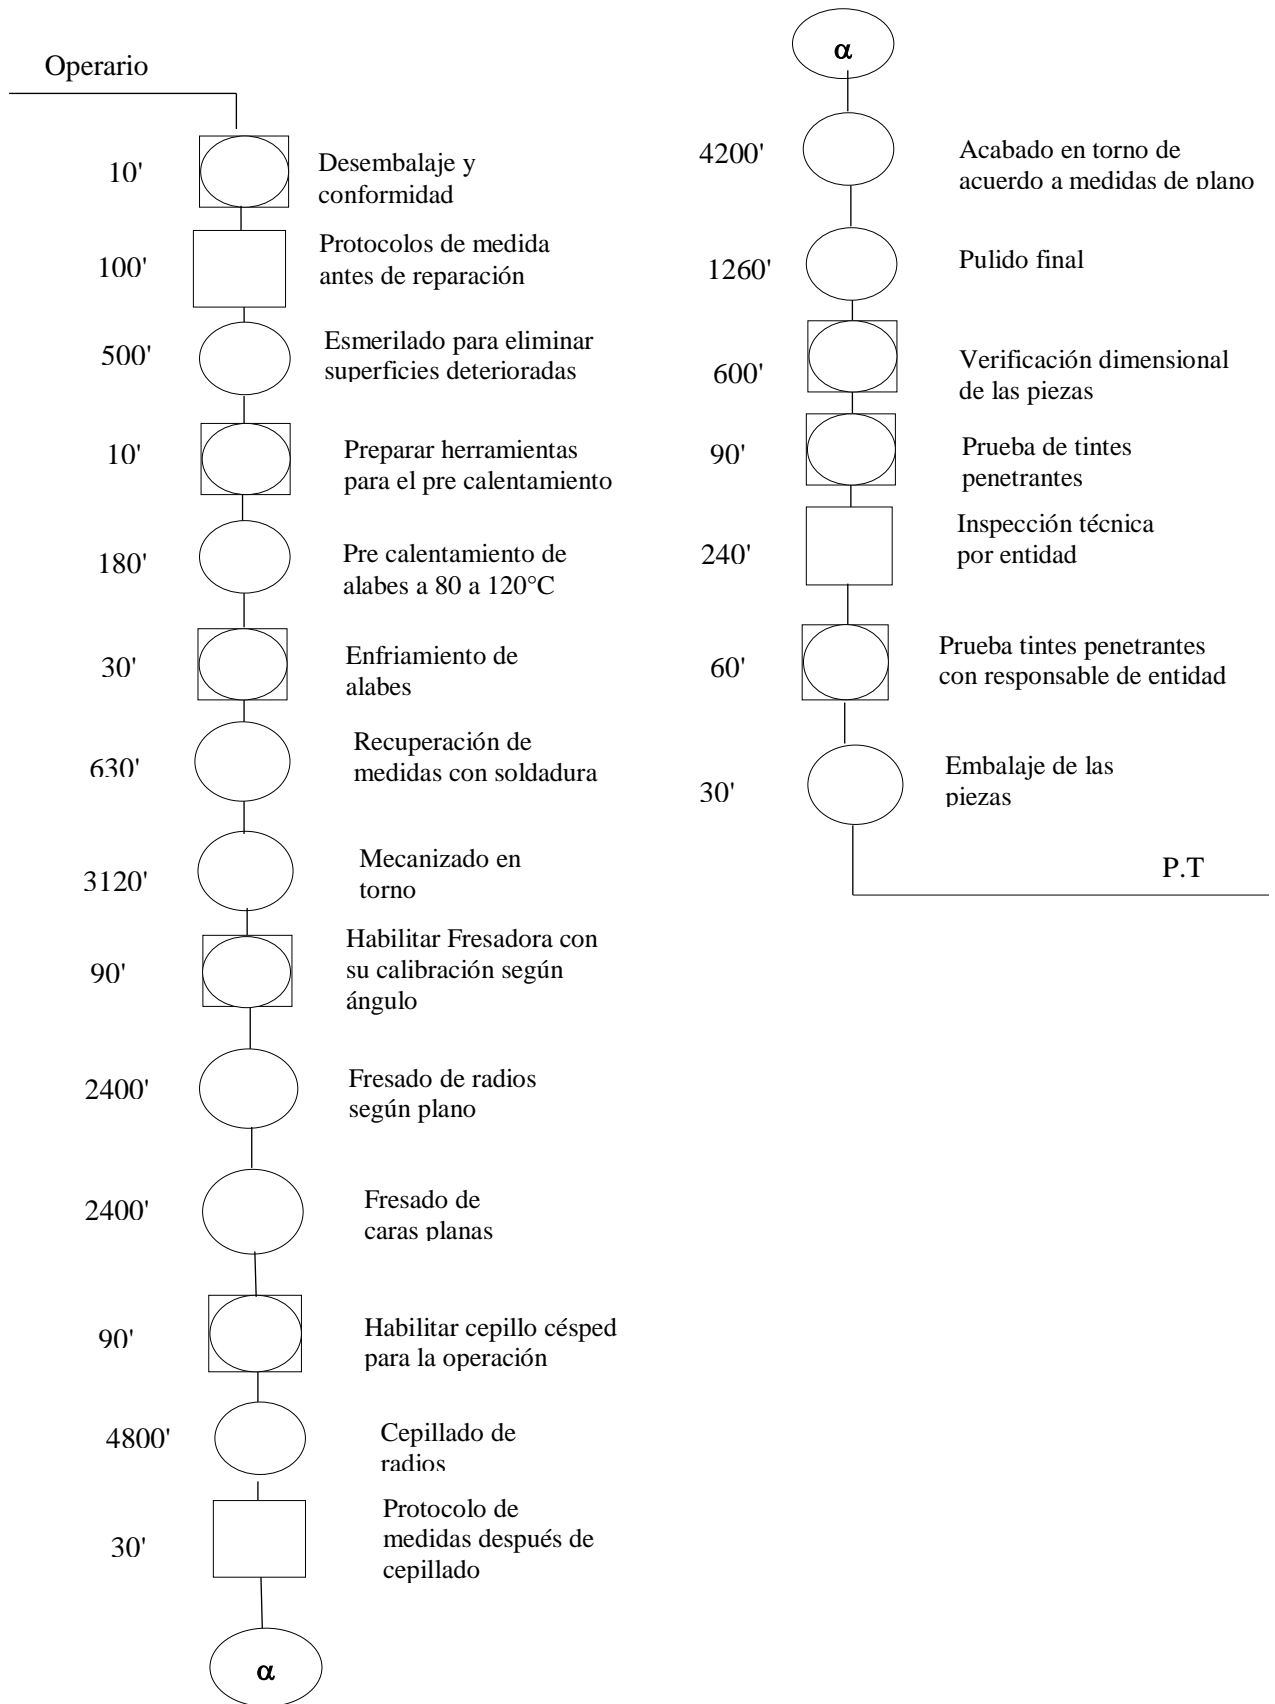 Operario
10'
Desembalaje y
conformidad
100'
Protocolos de medida
antes de reparación
500'
Esmerilado para eliminar
superficies deterioradas
10'
Preparar herramientas
para el pre calentamiento
180'
Pre calentamiento de
alabes a 80 a 120°C
30'
Enfriamiento de
alabes
630'
Recuperación de
medidas con soldadura
3120'
Mecanizado en
torno
90'
Habilitar Fresadora con
su calibración según
ángulo
2400'
Fresado de radios
según plano
2400'
Fresado de
caras planas
90'
Habilitar cepillo césped
para la operación
4800'
Cepillado de
radios
30'
Protocolo de
medidas después de
cepillado
α
α
4200'
Acabado en torno de
acuerdo a medidas de plano
1260'
Pulido final
600'
Verificación dimensional
de las piezas
90'
Prueba de tintes
penetrantes
240'
Inspección técnica
por entidad
60'
Prueba tintes penetrantes
con responsable de entidad
30'
Embalaje de las
piezas
P.T